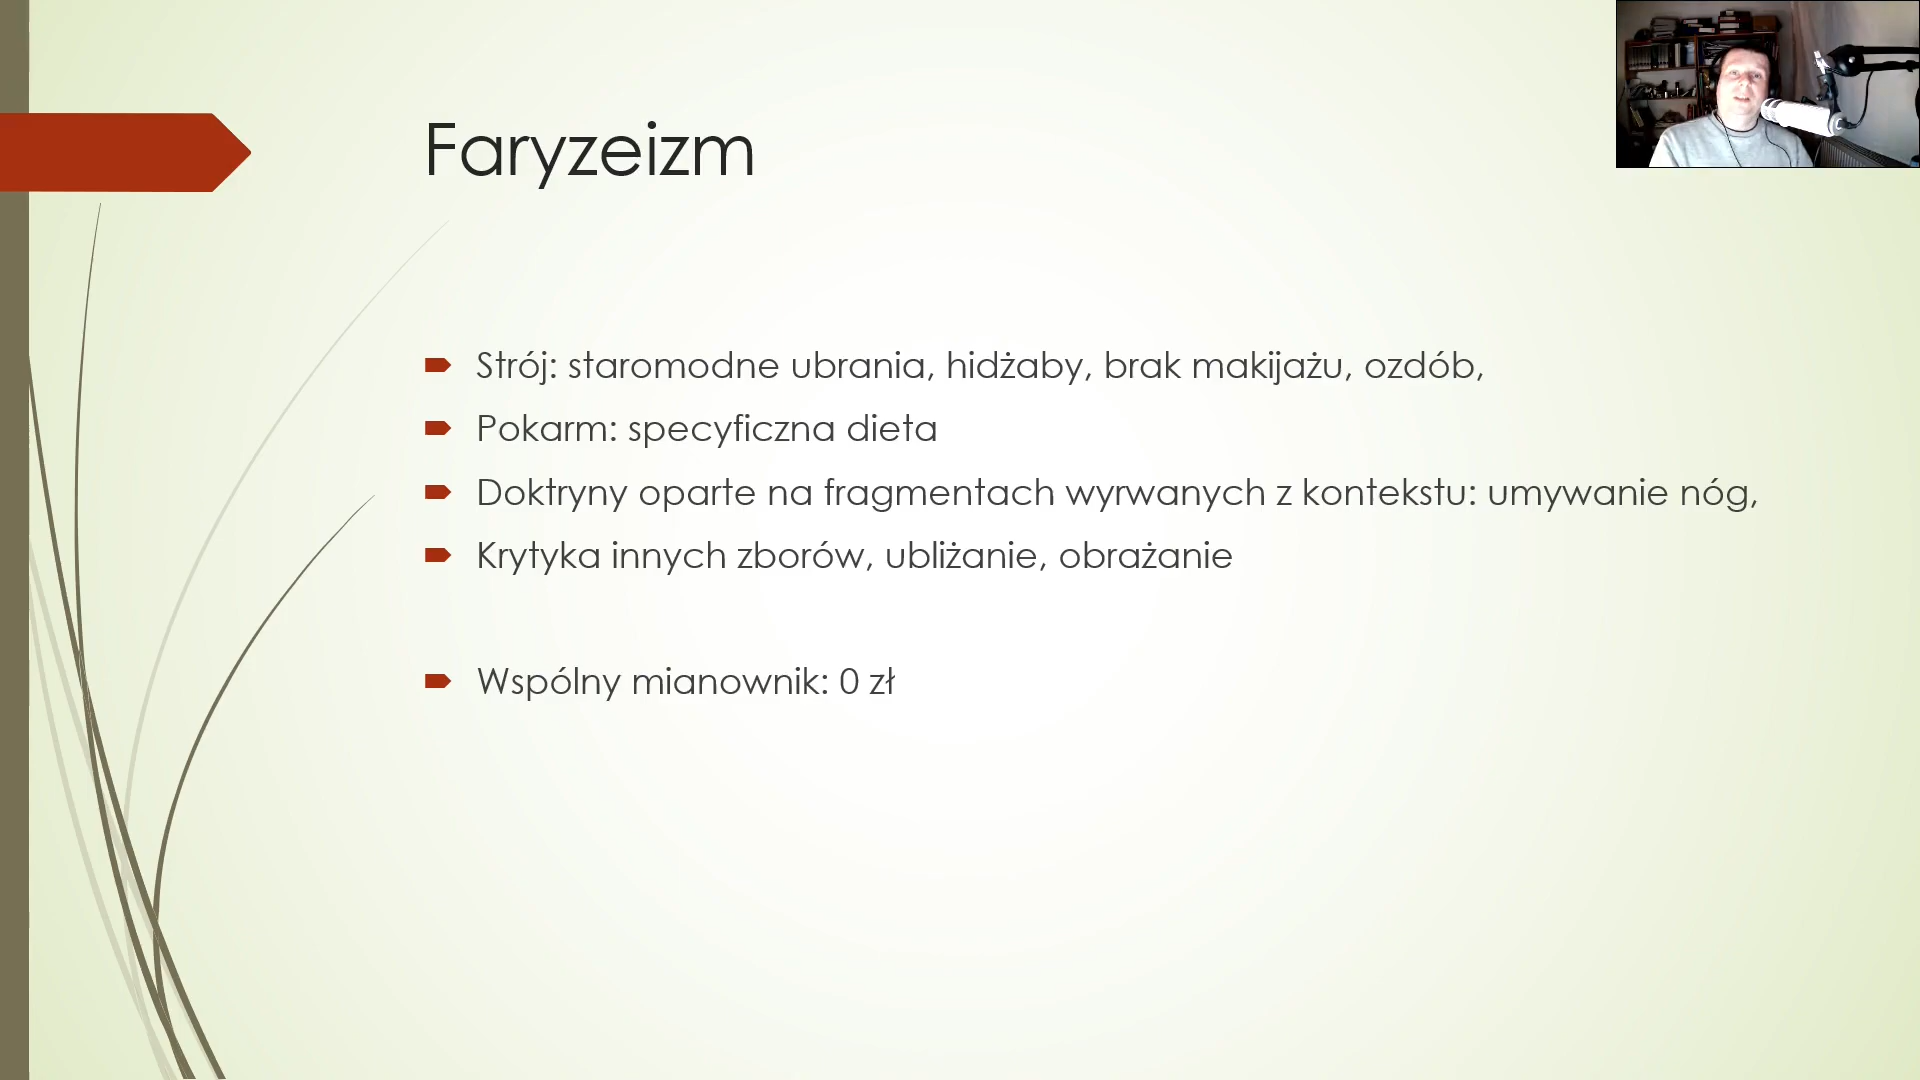 Faryzeizm
Strój: staromodne ubrania, hidżaby, brak makijażu, ozdób,
Pokarm: specyficzna dieta
Doktryny oparte na fragmentach wyrwanych z kontekstu: umywanie nóg,
Krytyka innych zborów, ubliżanie, obrażanie
Wspólny mianownik: 0 zł